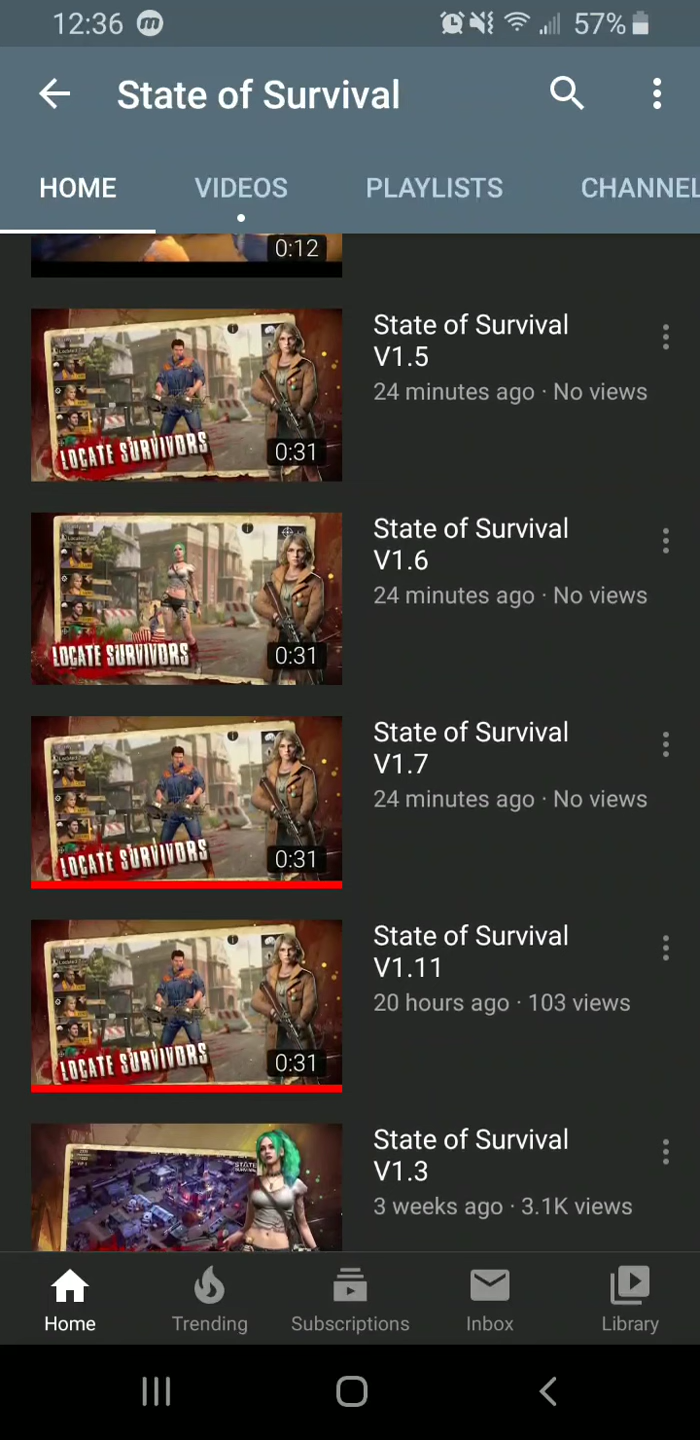 12:36 m 57%
State of Survival
HOME VIDEOS PLAYLISTS CHANNEL
0:12
State of Survival
V1.5
24 minutes ago · No views
LOCATE SURVIVORS
0:31
State of Survival
V1.6
24 minutes ago · No views
LOCATE SURVIVORS
0:31
State of Survival
V1.7
24 minutes ago · No views
LOCATE SURVIVORS
0:31
State of Survival
V1.11
20 hours ago · 103 views
LOCATE SURVIVORS
0:31
State of Survival
V1.3
3 weeks ago · 3.1K views
Home Trending Subscriptions Inbox Library